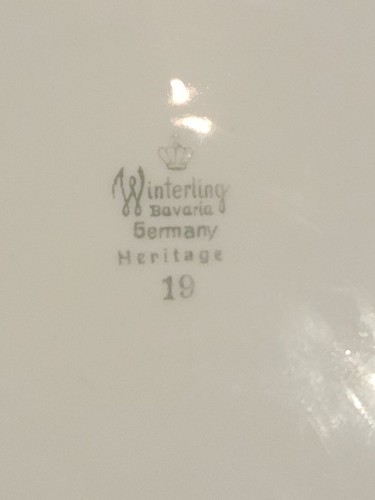 Winterling
Bavaria
Germany
Heritage
19